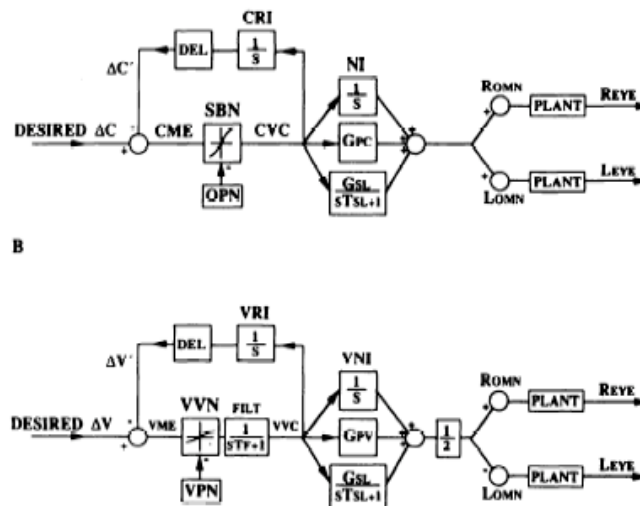 CRI
DEL
1/S
ΔC´
NI
1/S
SBN
ROMN
PLANT
REYE
DESIRED ΔC
CME
CVC
GPC
OPN
GSL/sTSL+1
LOMN
PLANT
LEYE
B
VRI
DEL
1/S
ΔV´
VNI
1/S
VVN
FILT
ROMN
PLANT
REYE
DESIRED ΔV
VME
1/sTF+1
VVC
GPV
1/2
VPN
GSL/sTSL+1
LOMN
PLANT
LEYE